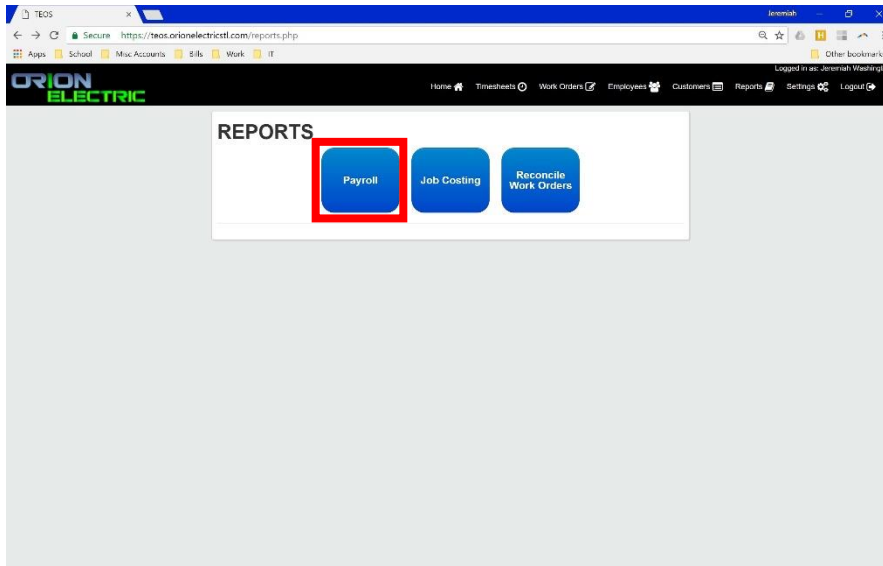 TEOS
Jeremiah
Secure https://teos.orionelectricstl.com/reports.php
Apps School Misc Accounts Bills Work IT Other bookmark
Logged in as: Jeremiah Washingt
ORION
ELECTRIC
Home Timesheets Work Orders Employees Customers Reports Settings Logout
REPORTS
Payroll
Job Costing
Reconcile
Work Orders